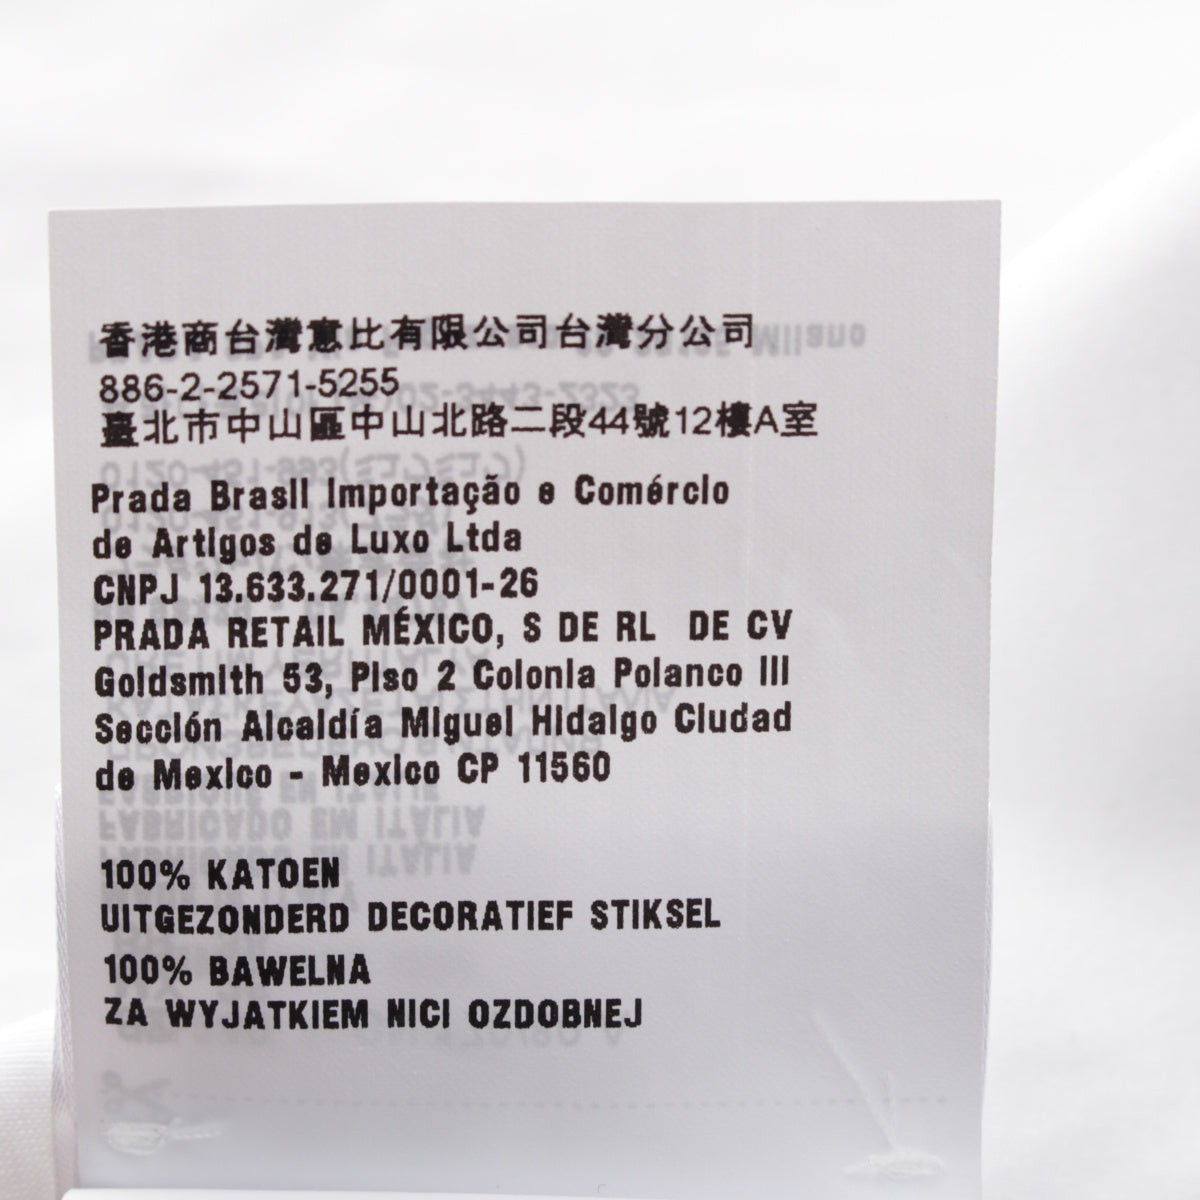 香港商台灣惠比有限公司台灣分公司
886-2-2571-5255
臺北市中山區中山北路二段44號12樓A室
Prada Brasil Importação e Comércio
de Artigos de Luxo Ltda
CNPJ 13.633.271/0001-26
PRADA RETAIL MÉXICO, S DE RL DE CV
Goldsmith 53, Piso 2 Colonia Polanco III
Sección Alcaldía Miguel Hidalgo Ciudad
de Mexico - Mexico CP 11560
100% KATOEN
UITGEZONDERD DECORATIEF STIKSEL
100% BAWEŁNA
ZA WYJĄTKIEM NICI OZDOBNEJ